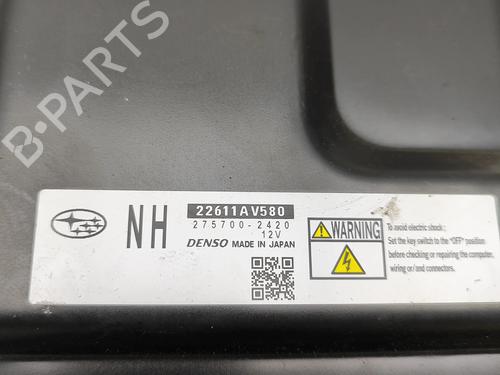 B-PARTS
NH
22611AV580
275700-2420
12V
DENSO MADE IN JAPAN
WARNING
To avoid electric shock:
Set the key switch to the "OFF" position
before checking or repairing the computer,
wiring or/and connectors.